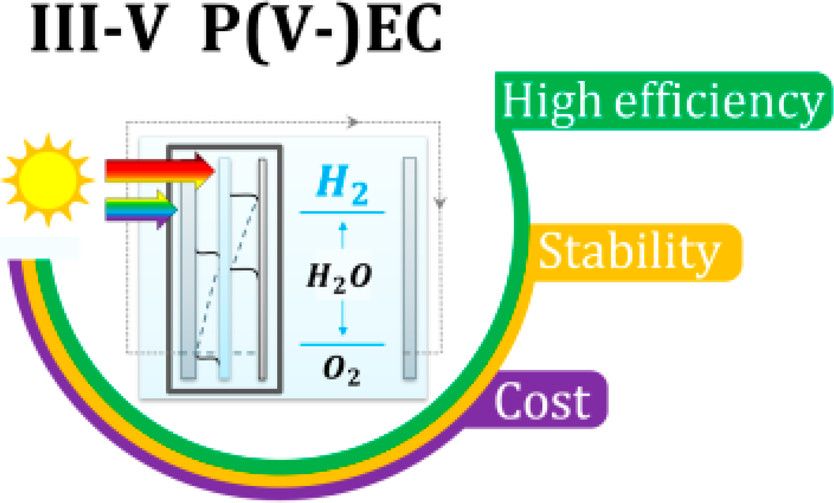 III-V P(V-)EC
High efficiency
H₂
Stability
H₂O
O₂
Cost